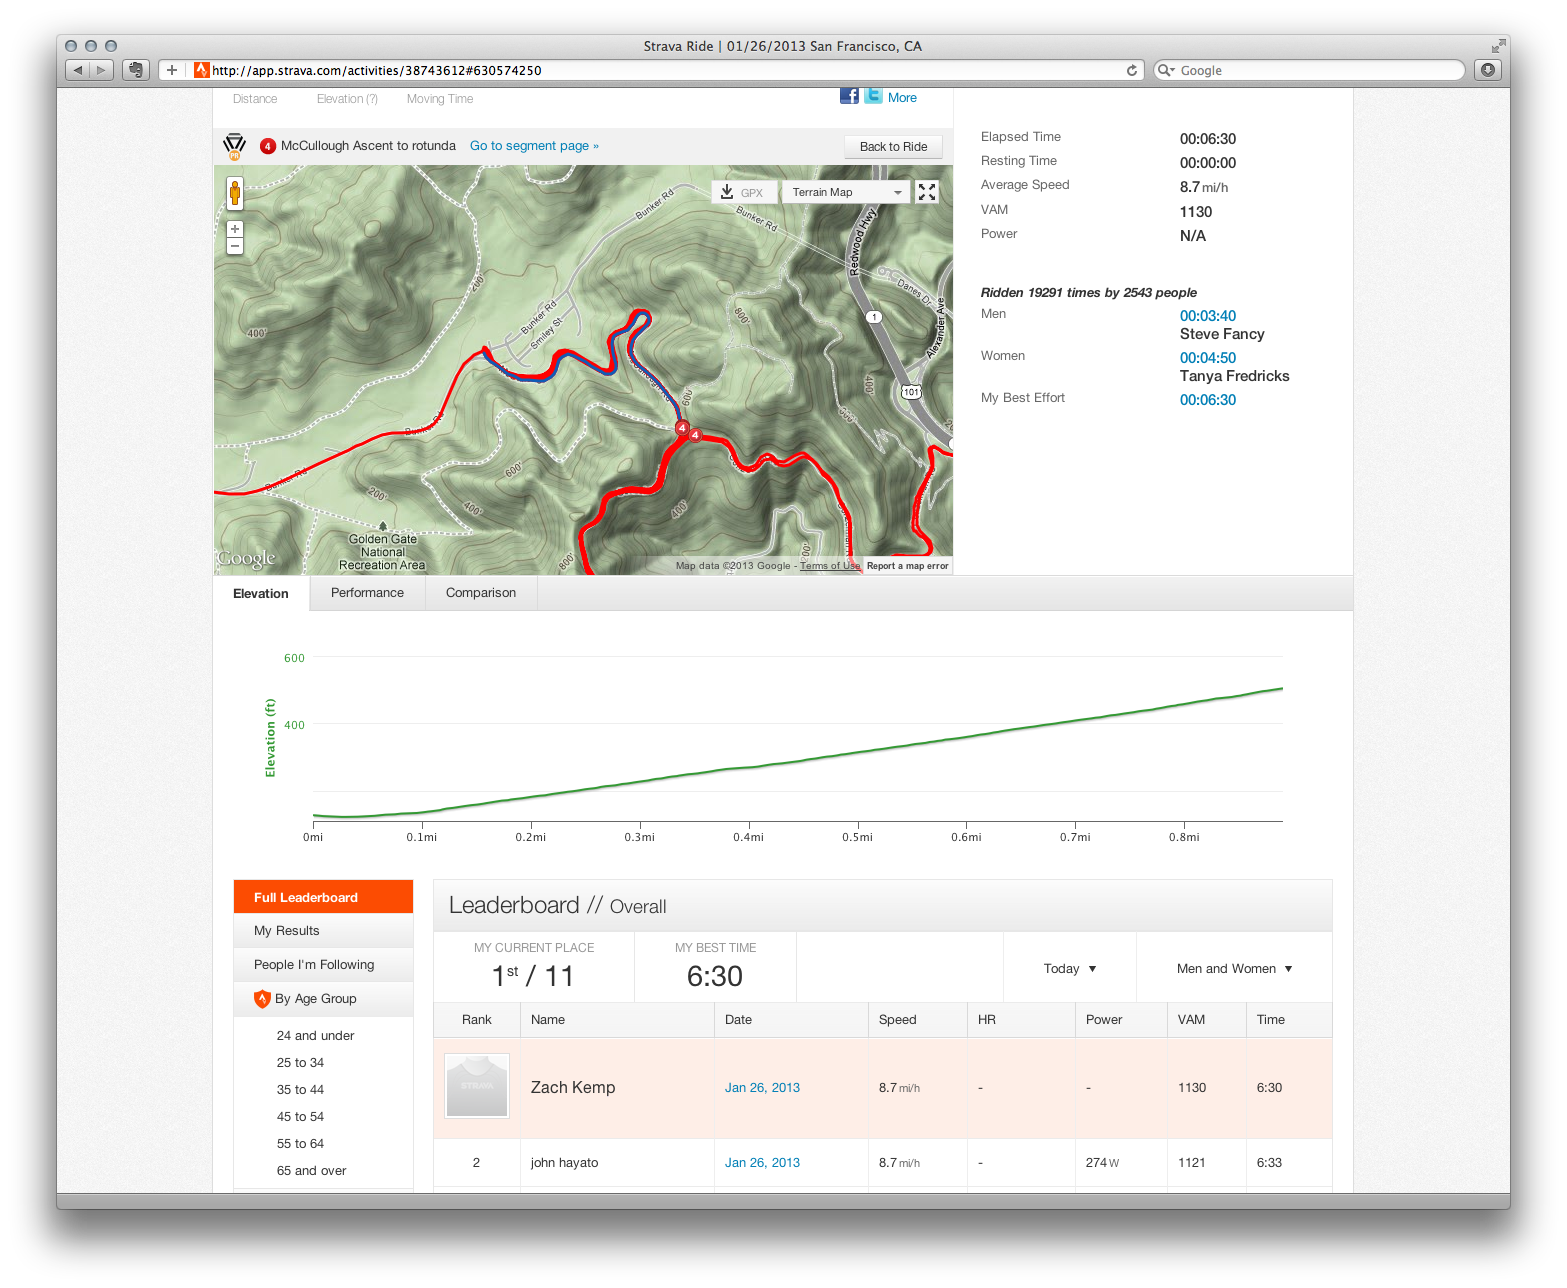 Strava Ride | 01/26/2013 San Francisco, CA
http://app.strava.com/activities/38743612#630574250
Google
Distance
Elevation (?)
Moving Time
More
PR
4 McCullough Ascent to rotunda
Go to segment page »
Back to Ride
GPX
Terrain Map
Bunker Rd
Bunker Rd
Redwood Hwy
Danes Dr
Alexander Ave
1
101
200'
400'
800'
Bunker Rd
Smiley St
600'
400'
4
4
Bunker Rd
Bunker Rd
600'
200'
400'
400'
800'
200'
Golden Gate
National
Recreation Area
Google
Map data ©2013 Google - Terms of Use
Report a map error
Elapsed Time 00:06:30
Resting Time 00:00:00
Average Speed 8.7 mi/h
VAM 1130
Power N/A
Ridden 19291 times by 2543 people
Men 00:03:40
Steve Fancy
Women 00:04:50
Tanya Fredricks
My Best Effort 00:06:30
Elevation
Performance
Comparison
600
400
Elevation (ft)
0mi 0.1mi 0.2mi 0.3mi 0.4mi 0.5mi 0.6mi 0.7mi 0.8mi
Full Leaderboard
My Results
People I'm Following
By Age Group
24 and under
25 to 34
35 to 44
45 to 54
55 to 64
65 and over
Leaderboard // Overall
MY CURRENT PLACE
1st / 11
MY BEST TIME
6:30
Today ▼
Men and Women ▼
Rank Name Date Speed HR Power VAM Time
STRAVA
Zach Kemp Jan 26, 2013 8.7 mi/h - - 1130 6:30
2 john hayato Jan 26, 2013 8.7 mi/h - 274 W 1121 6:33